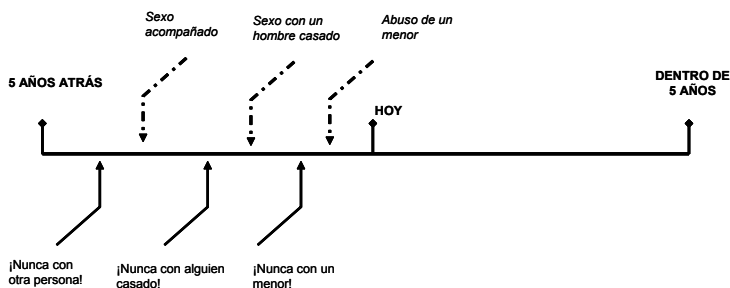 Sexo
acompañado
Sexo con un
hombre casado
Abuso de un
menor
5 AÑOS ATRÁS
HOY
DENTRO DE
5 AÑOS
¡Nunca con
otra persona!
¡Nunca con alguien
casado!
¡Nunca con un
menor!